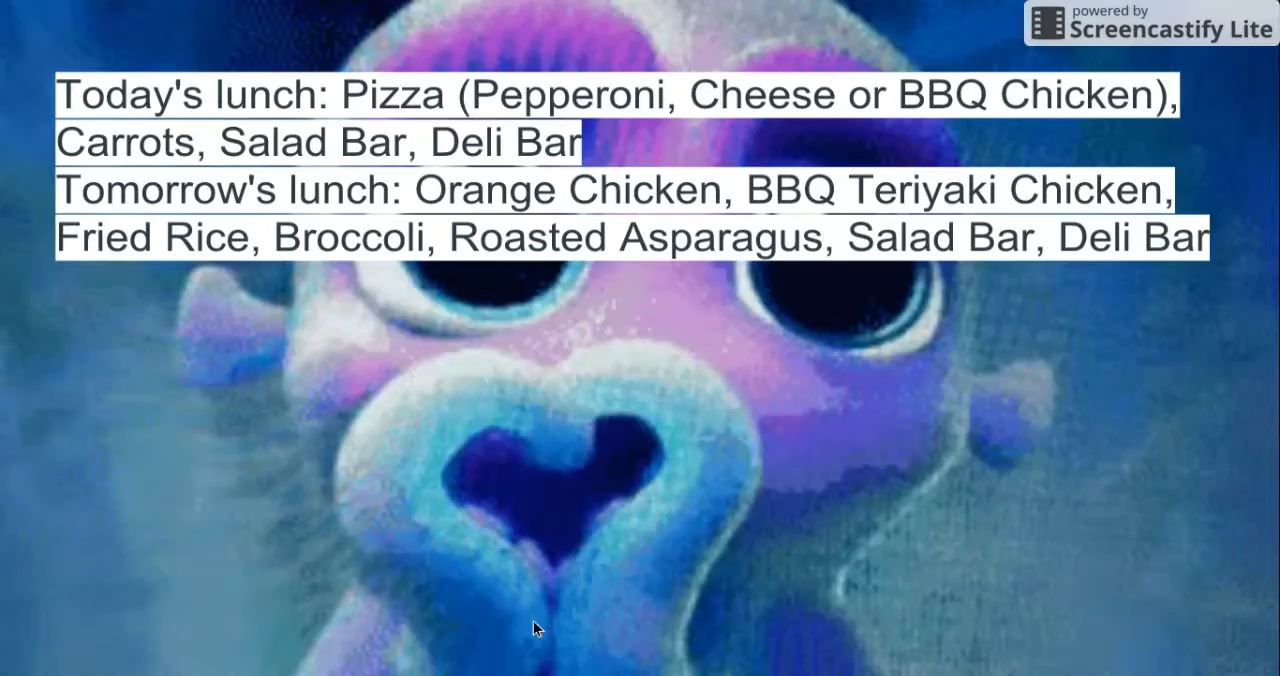 powered by
Screencastify Lite
Today's lunch: Pizza (Pepperoni, Cheese or BBQ Chicken),
Carrots, Salad Bar, Deli Bar
Tomorrow's lunch: Orange Chicken, BBQ Teriyaki Chicken,
Fried Rice, Broccoli, Roasted Asparagus, Salad Bar, Deli Bar